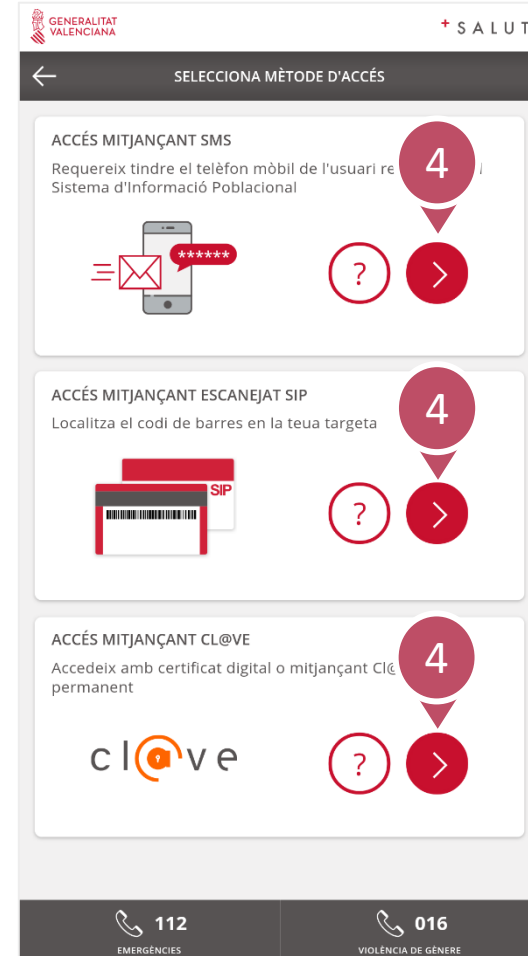 GENERALITAT
VALENCIANA
+SALUT
SELECCIONA MÈTODE D'ACCÉS
ACCÉS MITJANÇANT SMS
Requereix tindre el telèfon mòbil de l'usuari
Sistema d'Informació Poblacional
4
******
?
ACCÉS MITJANÇANT ESCANEJAT SIP
Localitza el codi de barres en la teua targeta
4
SIP
?
ACCÉS MITJANÇANT CL@VE
Accedeix amb certificat digital o mitjançant
permanent
4
cl@ve
?
112
EMERGÈNCIES
016
VIOLÈNCIA DE GÈNERE